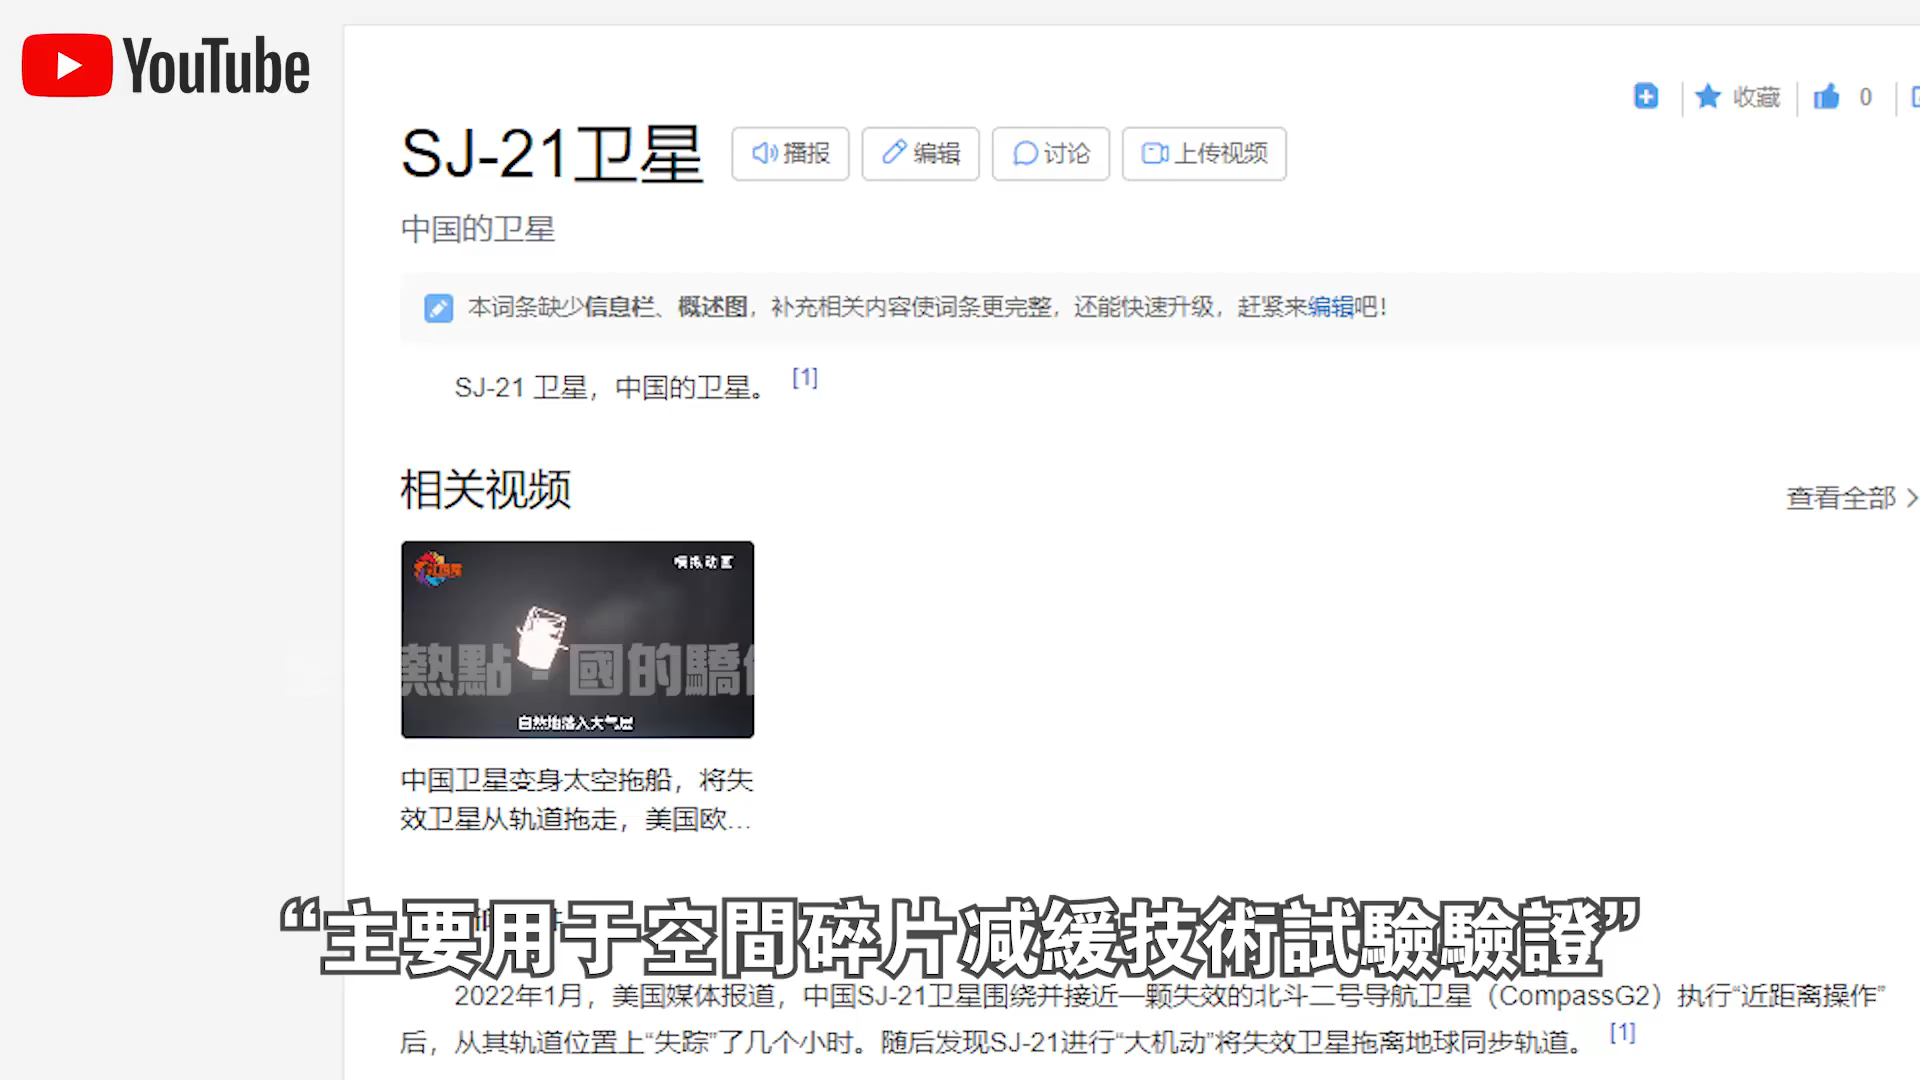 YouTube
收藏
0
SJ-21卫星
播报
编辑
讨论
上传视频
中国的卫星
本词条缺少信息栏、概述图，补充相关内容使词条更完整，还能快速升级，赶紧来编辑吧！
SJ-21 卫星，中国的卫星。 [1]
相关视频
查看全部
模拟动画
熱點·國的驕
自然地落入大气层
中国卫星变身太空拖船，将失
效卫星从轨道拖走，美国欧...
“主要用于空間碎片减緩技術試驗驗證”
2022年1月，美国媒体报道，中国SJ-21卫星围绕并接近一颗失效的北斗二号导航卫星（CompassG2）执行“近距离操作”
后，从其轨道位置上“失踪”了几个小时。随后发现SJ-21进行“大机动”将失效卫星拖离地球同步轨道。 [1]